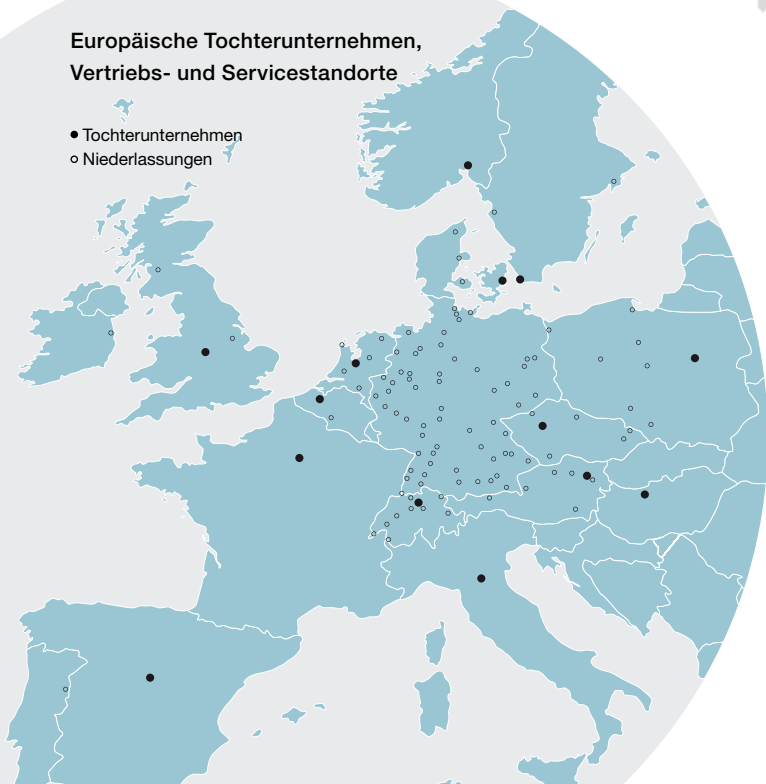 Europäische Tochterunternehmen,
Vertriebs- und Servicestandorte
Tochterunternehmen
Niederlassungen